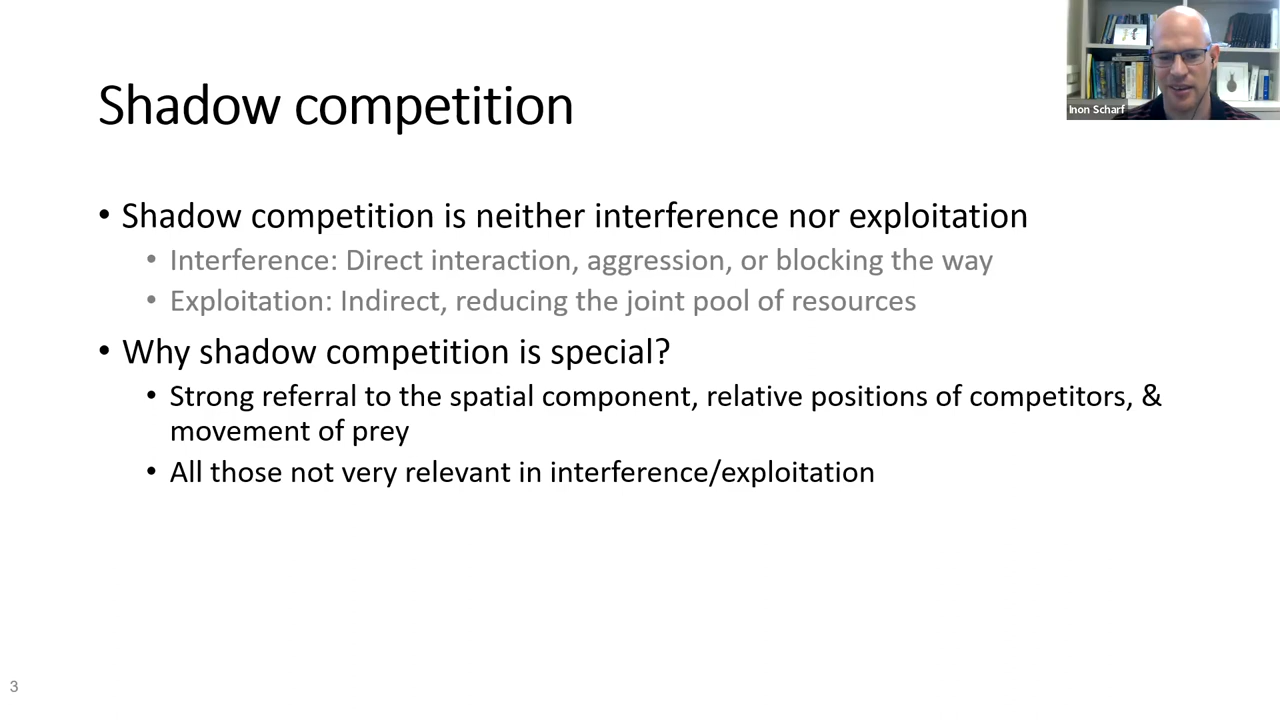 Inon Scharf
Shadow competition
• Shadow competition is neither interference nor exploitation
• Interference: Direct interaction, aggression, or blocking the way
• Exploitation: Indirect, reducing the joint pool of resources
• Why shadow competition is special?
• Strong referral to the spatial component, relative positions of competitors, &
movement of prey
• All those not very relevant in interference/exploitation
3